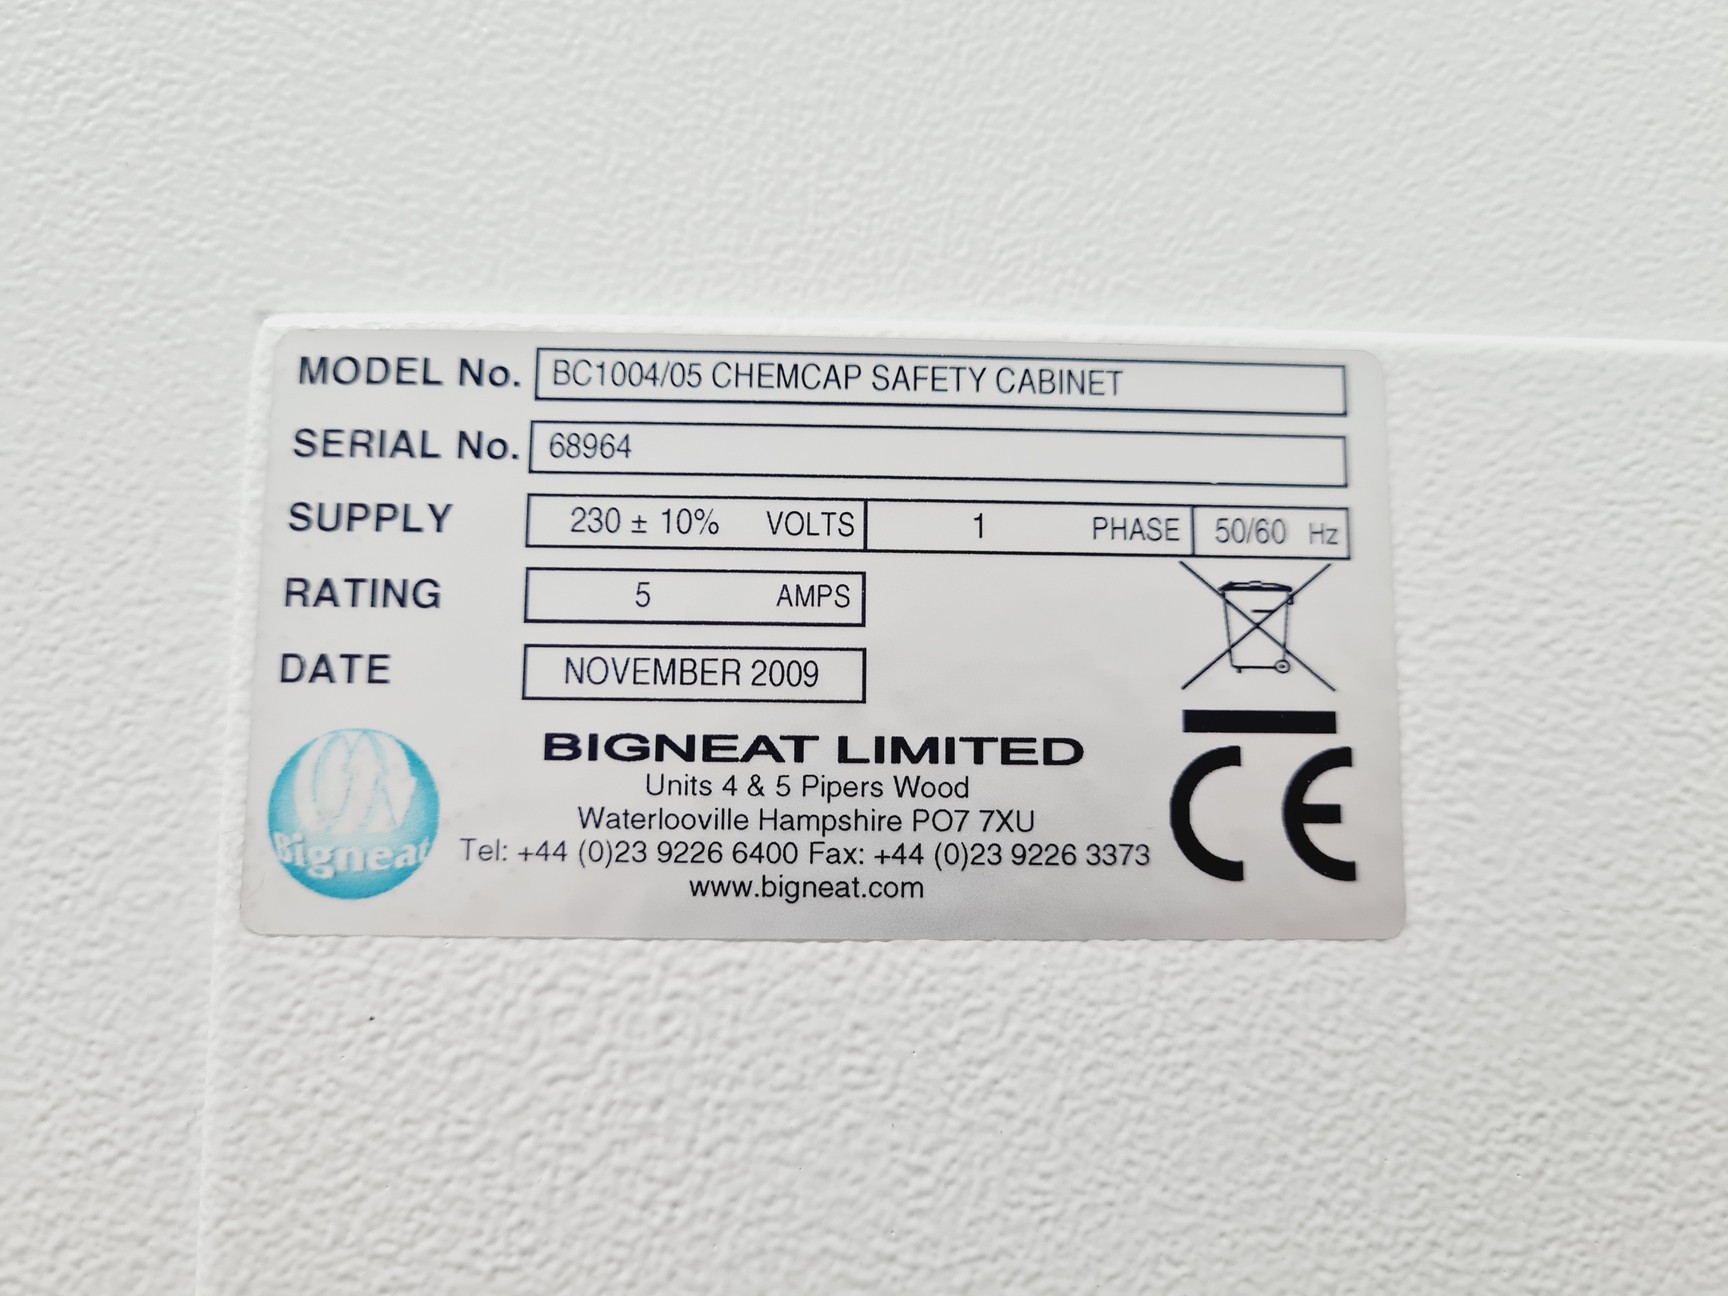 MODEL No. BC1004/05 CHEMCAP SAFETY CABINET
SERIAL No. 68964
SUPPLY 230 ± 10% VOLTS 1 PHASE 50/60 Hz
RATING 5 AMPS
DATE NOVEMBER 2009
BIGNEAT LIMITED
Units 4 & 5 Pipers Wood
Waterlooville Hampshire PO7 7XU
Tel: +44 (0)23 9226 6400 Fax: +44 (0)23 9226 3373
www.bigneat.com
Bigneat
CE